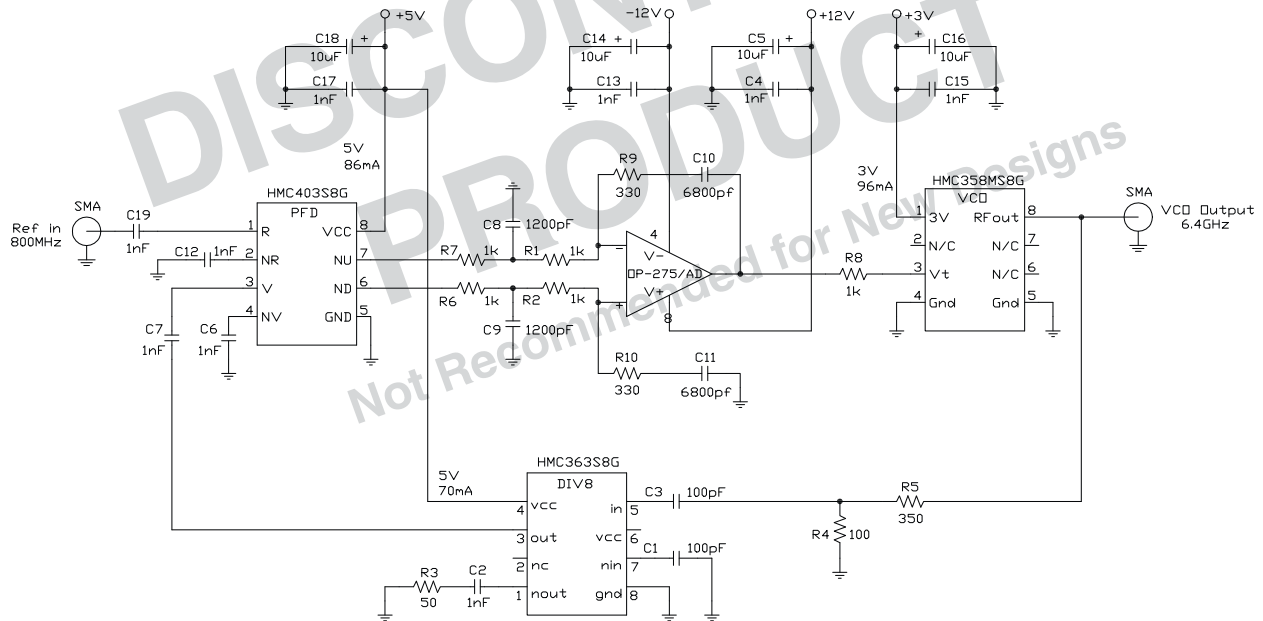 DISCONT
PRODUCT
Not Recommended for New Designs
+5V
-12V
+12V
+3V
C18
+
10uF
C17
1nF
C14
+
10uF
C13
1nF
C5
+
10uF
C4
1nF
+
C16
10uF
C15
1nF
5V
86mA
3V
96mA
SMA
Ref in
800MHz
C19
1nF
C12
1nF
HMC403S8G
PFD
1
R
VCC
8
2
NR
NU
7
3
V
ND
6
4
NV
GND
5
C7
1nF
C6
1nF
C8
1200pF
R7
1k
R1
1k
R6
1k
R2
1k
C9
1200pF
R9
330
C10
6800pf
4
-
V-
OP-275/AD
V+
+
8
R10
330
C11
6800pf
R8
1k
HMC358MS8G
VCO
1
3V
RFout
8
2
N/C
N/C
7
3
Vt
N/C
6
4
Gnd
Gnd
5
SMA
VCO Output
6.4GHz
5V
70mA
HMC363S8G
DIV8
4
vcc
in
5
3
out
vcc
6
2
nc
nin
7
1
nout
gnd
8
C3
100pF
C1
100pF
R5
350
R4
100
R3
50
C2
1nF